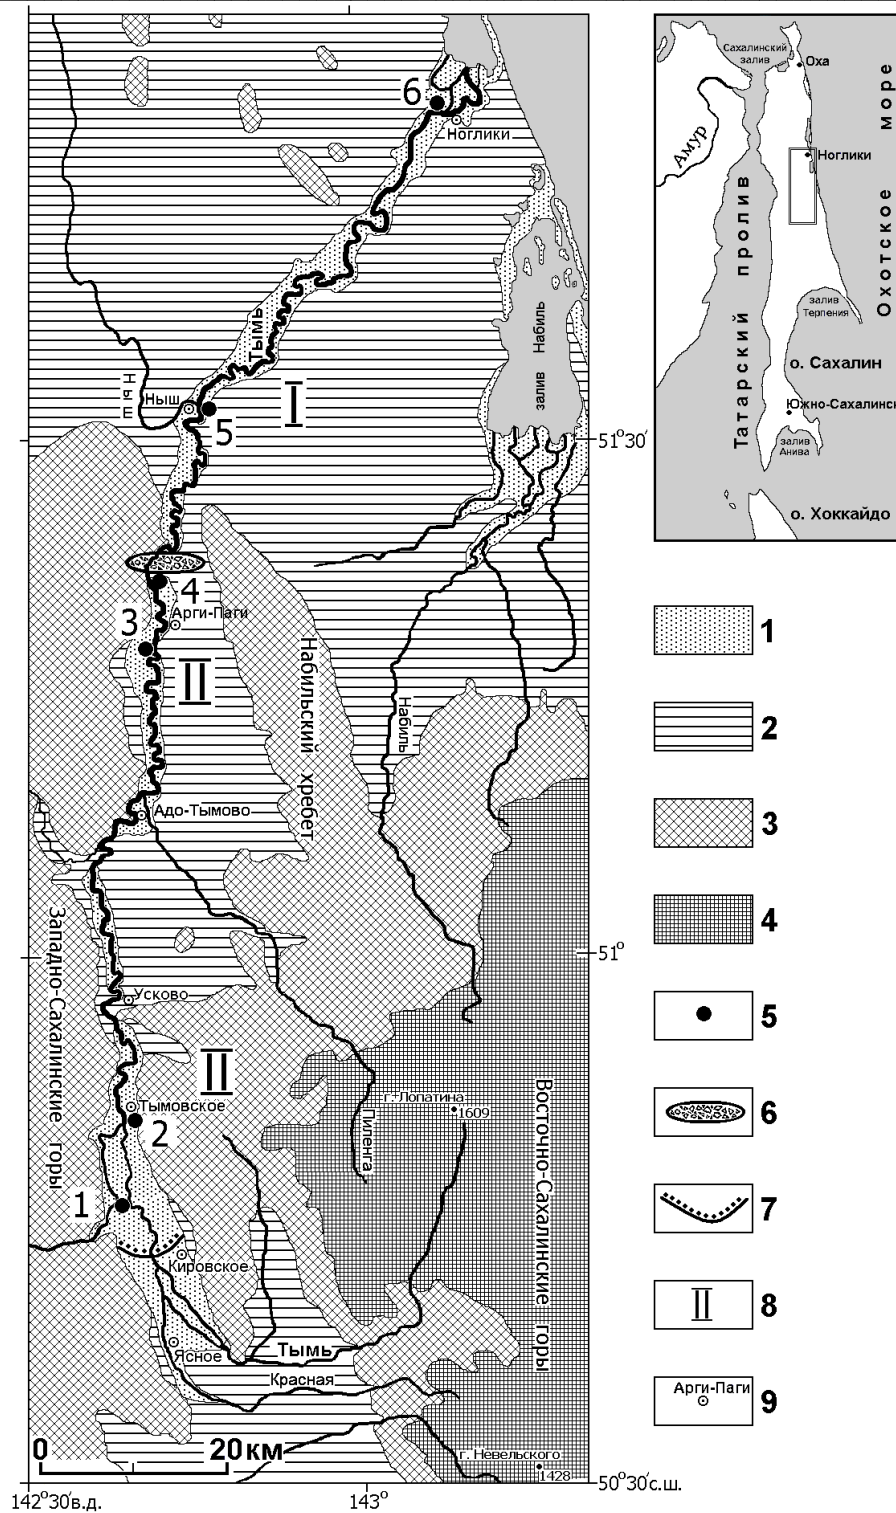 6
Ноглики
Тымь
залив Набиль
Ныш
Ныш
I
5
51°30′
4
Арги-Паги
3
II
Набильский хребет
Набиль
Адо-Тымово
Западно-Сахалинские горы
51°
Усково
II
г. Лопатина
1609
Тымовское
2
Пиленга
Восточно-Сахалинские горы
1
Кировское
Ясное
Тымь
Красная
0 20 км
г. Невельского
1428
50°30′с.ш.
142°30′в.д.
143°
Сахалинский
залив
Оха
Амур
Ноглики
Охотское море
Татарский пролив
залив
Терпения
о. Сахалин
Южно-Сахалинск
залив
Анива
о. Хоккайдо
1
2
3
4
5
6
7
II 8
Арги-Паги
9